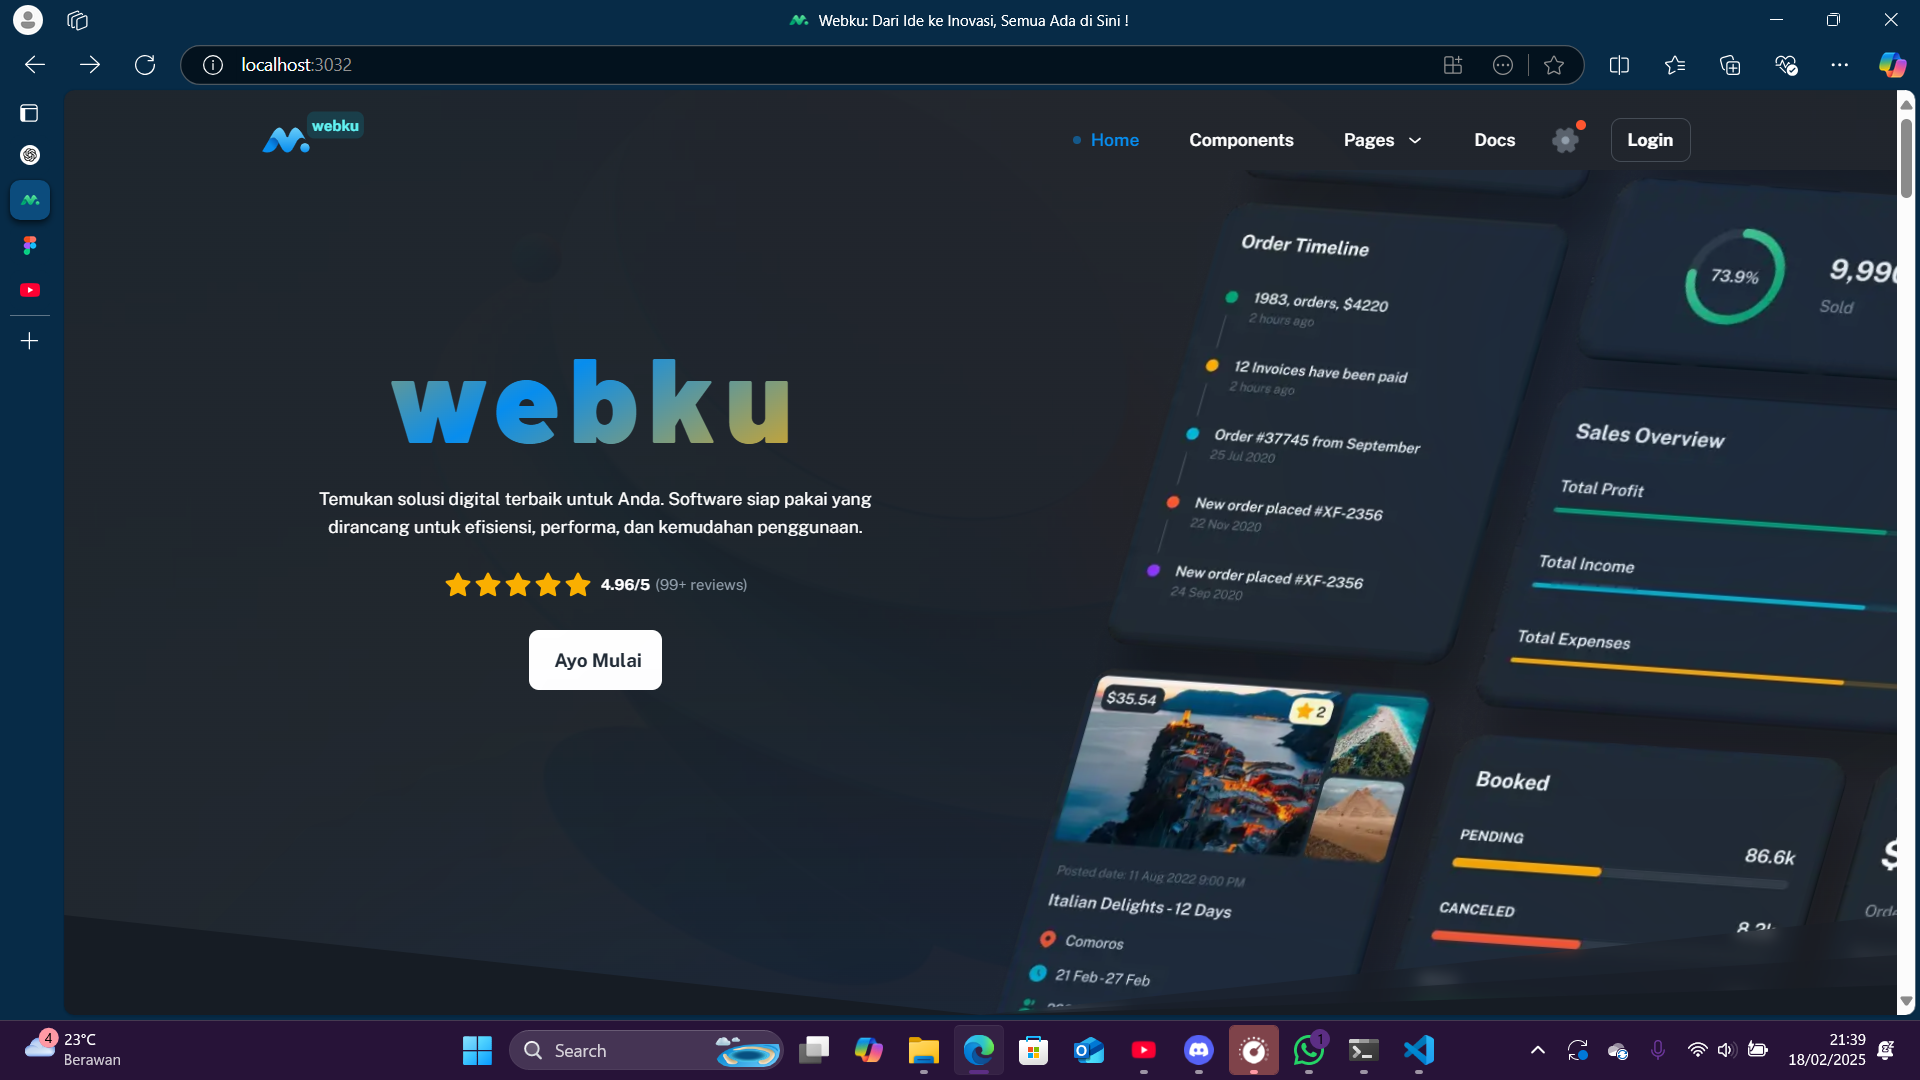 Webku: Dari Ide ke Inovasi, Semua Ada di Sini !
localhost:3032
webku
Home
Components
Pages
Docs
Login
webku
Temukan solusi digital terbaik untuk Anda. Software siap pakai yang
dirancang untuk efisiensi, performa, dan kemudahan penggunaan.
4.96/5 (99+ reviews)
Ayo Mulai
Order Timeline
1983, orders, $4220
2 hours ago
12 Invoices have been paid
2 hours ago
Order #37745 from September
25 Jul 2020
New order placed #XF-2356
22 Nov 2020
New order placed #XF-2356
24 Sep 2020
73.9%
9,990
Sold
Sales Overview
Total Profit
Total Income
Total Expenses
$35.54
2
Posted date: 11 Aug 2022 9:00 PM
Italian Delights - 12 Days
Comoros
21 Feb - 27 Feb
Booked
PENDING
86.6k
CANCELED
8.2k
$
4
23°C
Berawan
Search
1
21:39
18/02/2025